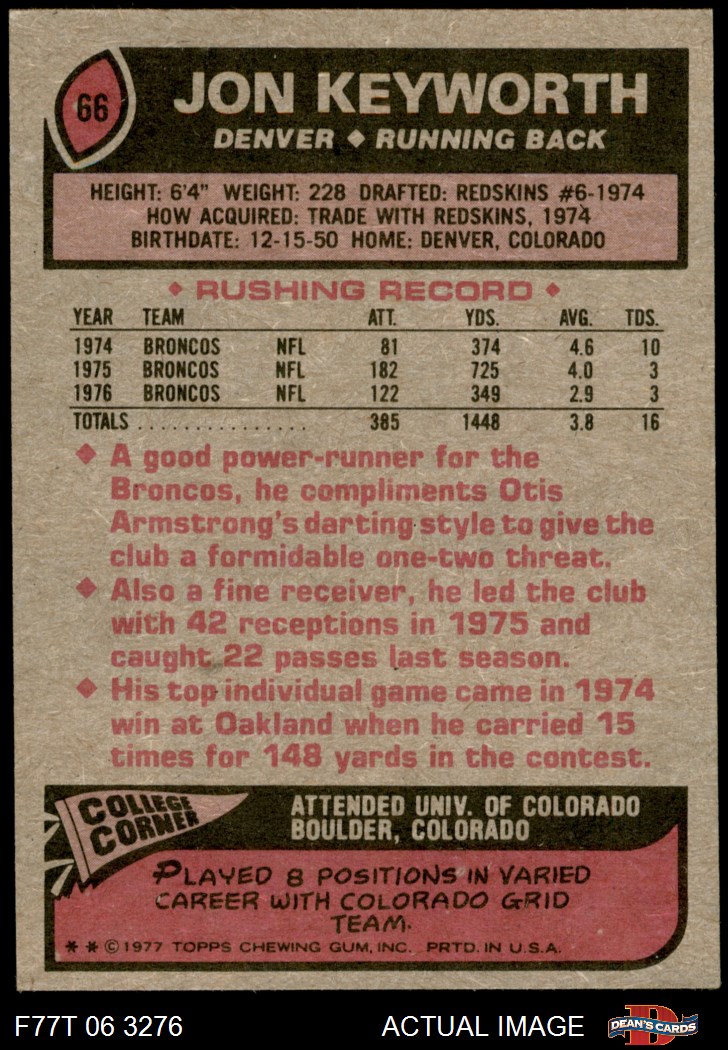 66
JON KEYWORTH
DENVER ◆ RUNNING BACK
HEIGHT: 6'4" WEIGHT: 228 DRAFTED: REDSKINS #6-1974
HOW ACQUIRED: TRADE WITH REDSKINS, 1974
BIRTHDATE: 12-15-50 HOME: DENVER, COLORADO
◆ RUSHING RECORD ◆
YEAR TEAM ATT. YDS. AVG. TDS.
1974 BRONCOS NFL 81 374 4.6 10
1975 BRONCOS NFL 182 725 4.0 3
1976 BRONCOS NFL 122 349 2.9 3
TOTALS . . . . . . . . . . . . . . . 385 1448 3.8 16
◆ A good power-runner for the
Broncos, he compliments Otis
Armstrong's darting style to give the
club a formidable one-two threat.
◆ Also a fine receiver, he led the club
with 42 receptions in 1975 and
caught 22 passes last season.
◆ His top individual game came in 1974
win at Oakland when he carried 15
times for 148 yards in the contest.
COLLEGE
CORNER
ATTENDED UNIV. OF COLORADO
BOULDER, COLORADO
PLAYED 8 POSITIONS IN VARIED
CAREER WITH COLORADO GRID
TEAM.
* * © 1977 TOPPS CHEWING GUM, INC. PRTD. IN U.S.A.
F77T 06 3276 ACTUAL IMAGE D DEAN'S CARDS